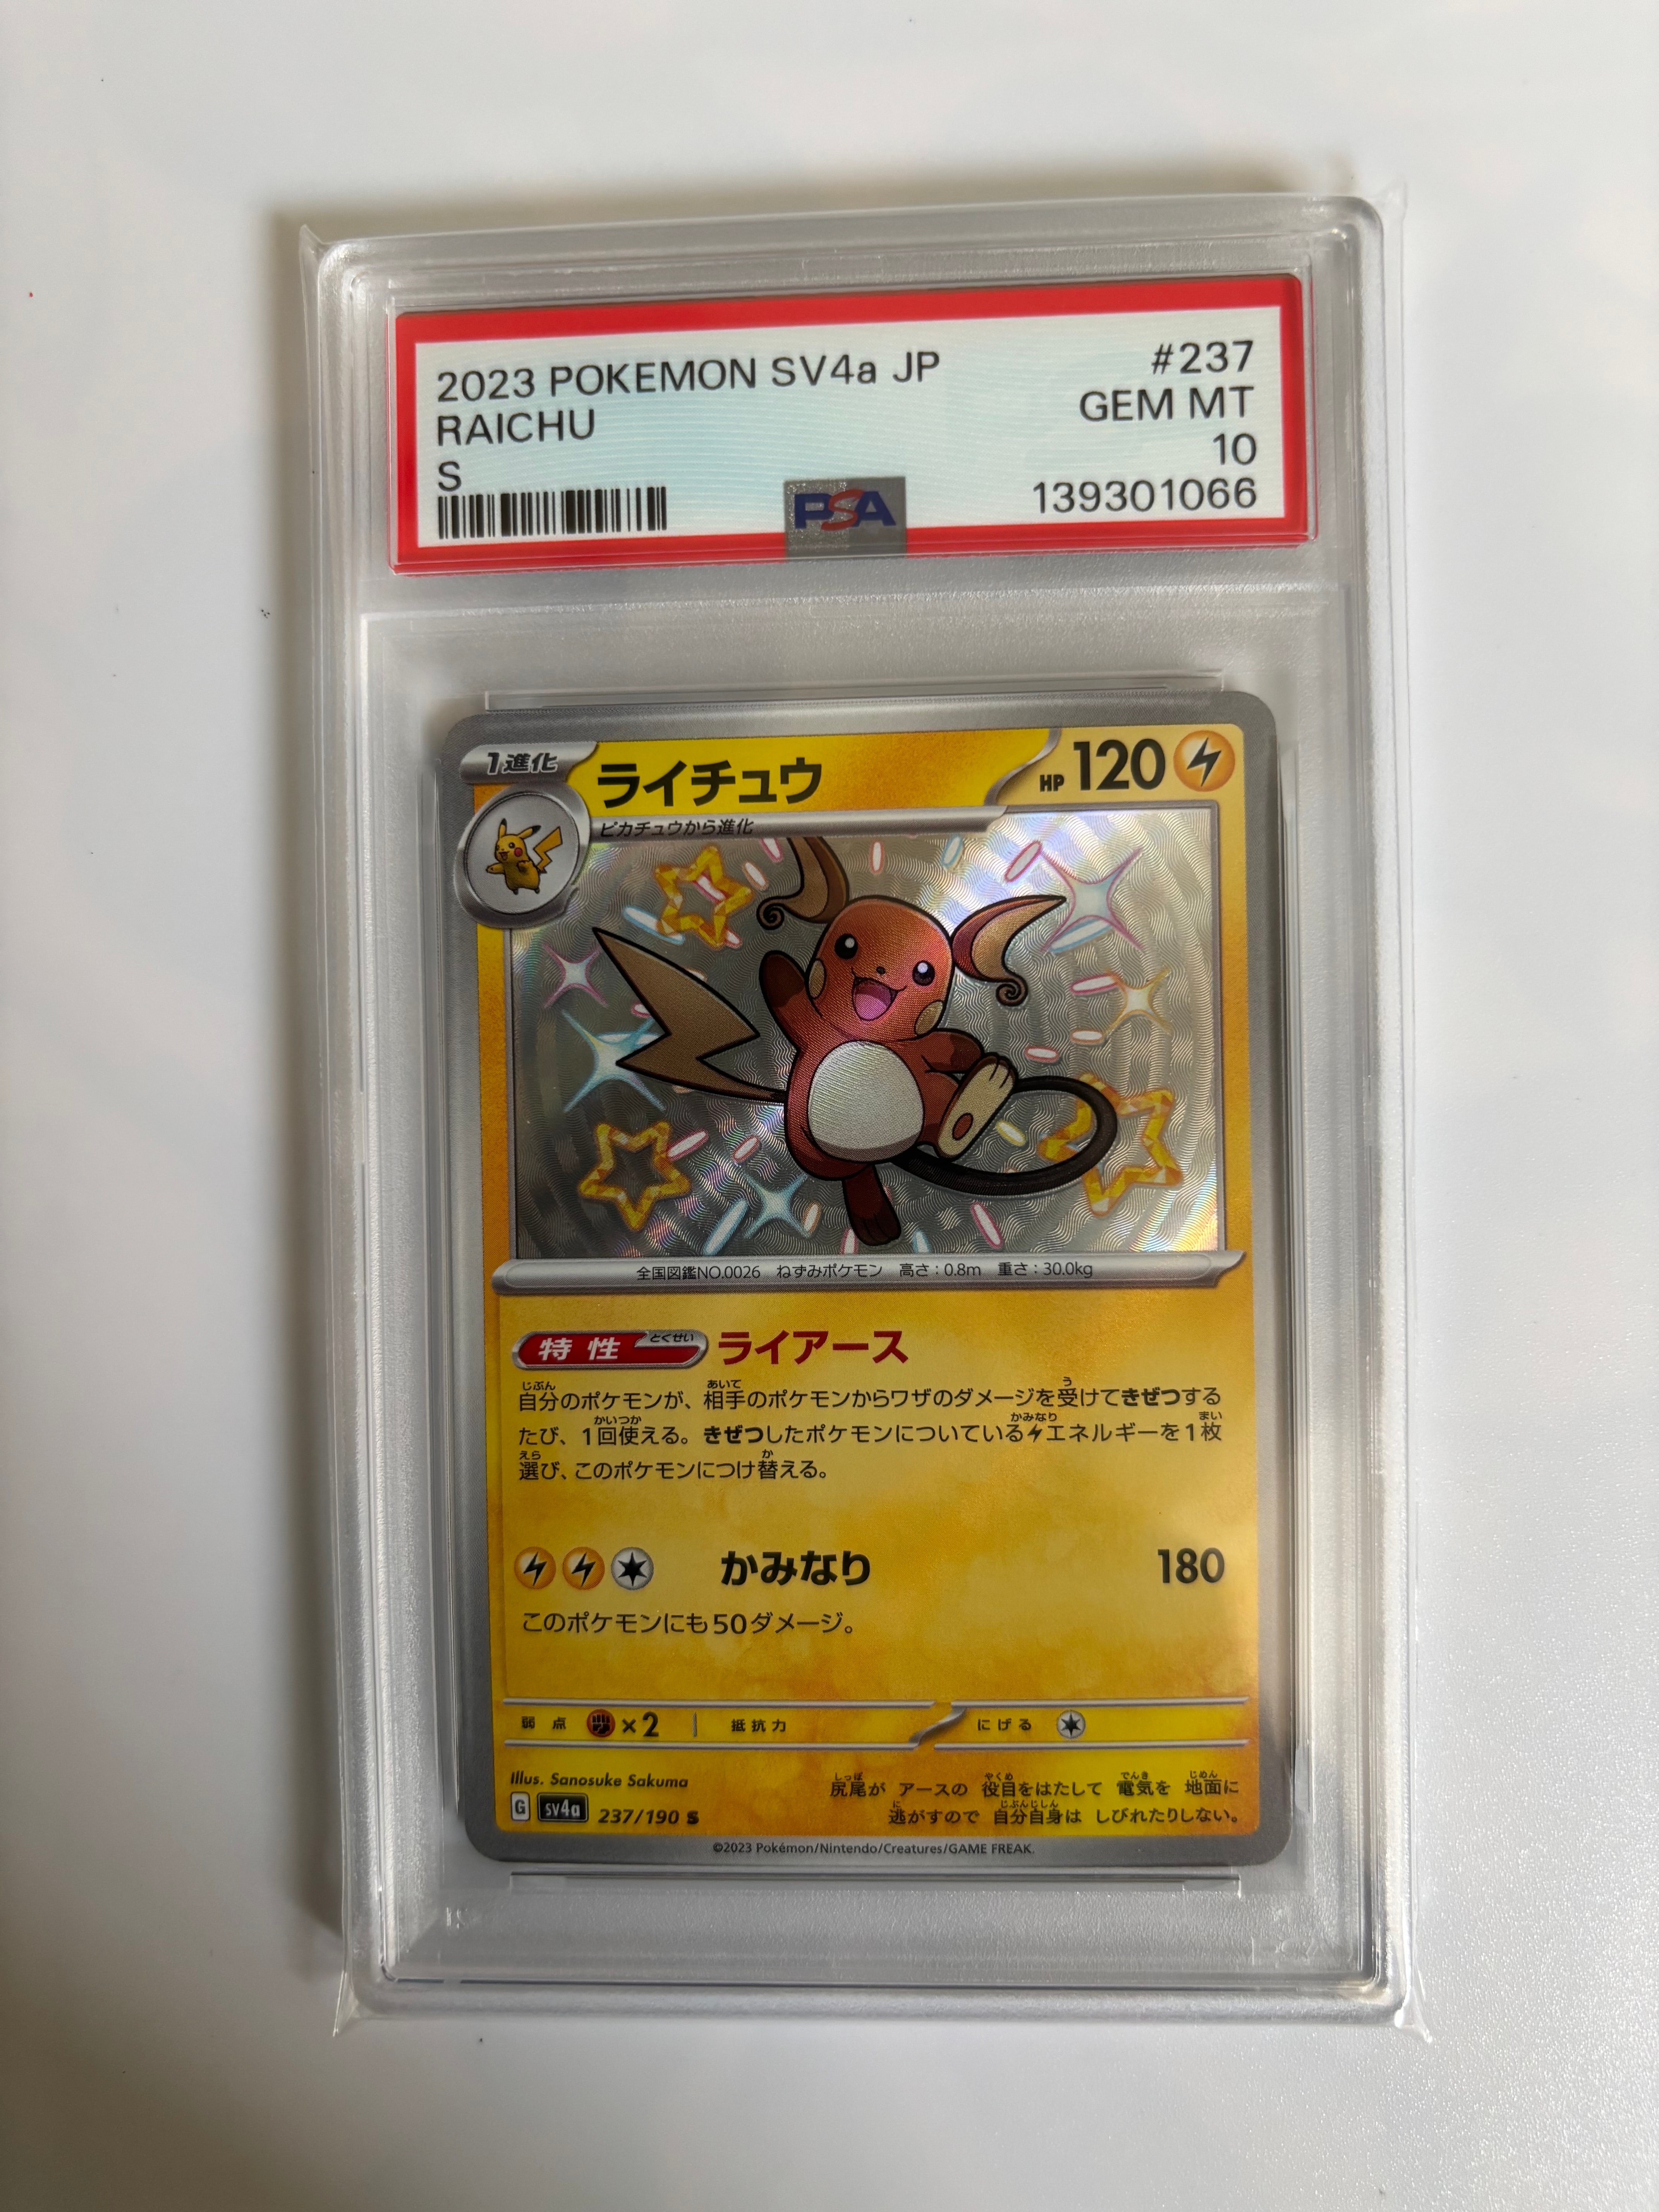 2023 POKEMON SV4a JP #237
RAICHU GEM MT
S 10
139301066
PSA
1進化 ライチュウ HP 120
ピカチュウから進化
全国図鑑NO.0026 ねずみポケモン 高さ:0.8m 重さ:30.0kg
特性 とくせい ライアース
じぶん あいて う
自分のポケモンが、相手のポケモンからワザのダメージを受けてきぜつする
かいつか かみなり まい
たび、1回使える。きぜつしたポケモンについているエネルギーを1枚
えら か
選び、このポケモンにつけ替える。
かみなり 180
このポケモンにも50ダメージ。
弱点 ×2 抵抗力 にげる
Illus. Sanosuke Sakuma
しっぽ やくめ でんき じめん
尻尾が アースの 役目をはたして 電気を 地面に
G SV4a 237/190 S
に じぶんじしん
逃がすので 自分自身は しびれたりしない。
©2023 Pokémon/Nintendo/Creatures/GAME FREAK.